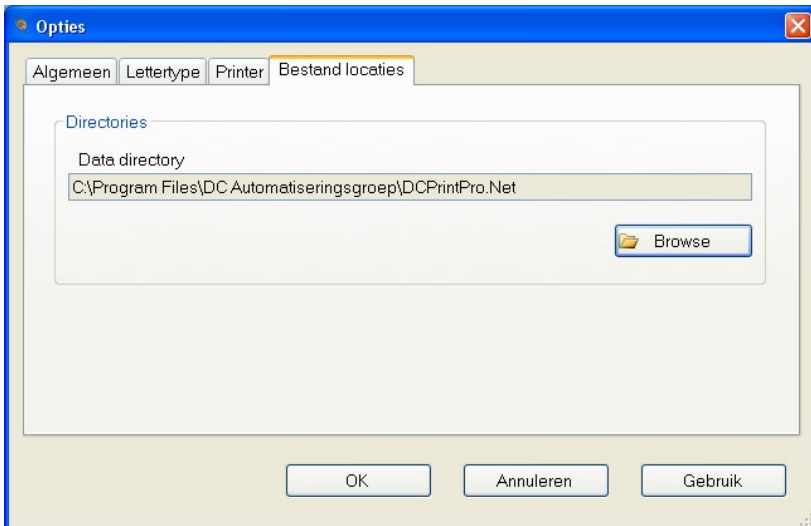 Opties
Algemeen Lettertype Printer Bestand locaties
Directories
Data directory
C:\Program Files\DC Automatiseringsgroep\DCPrintPro.Net
Browse
OK Annuleren Gebruik